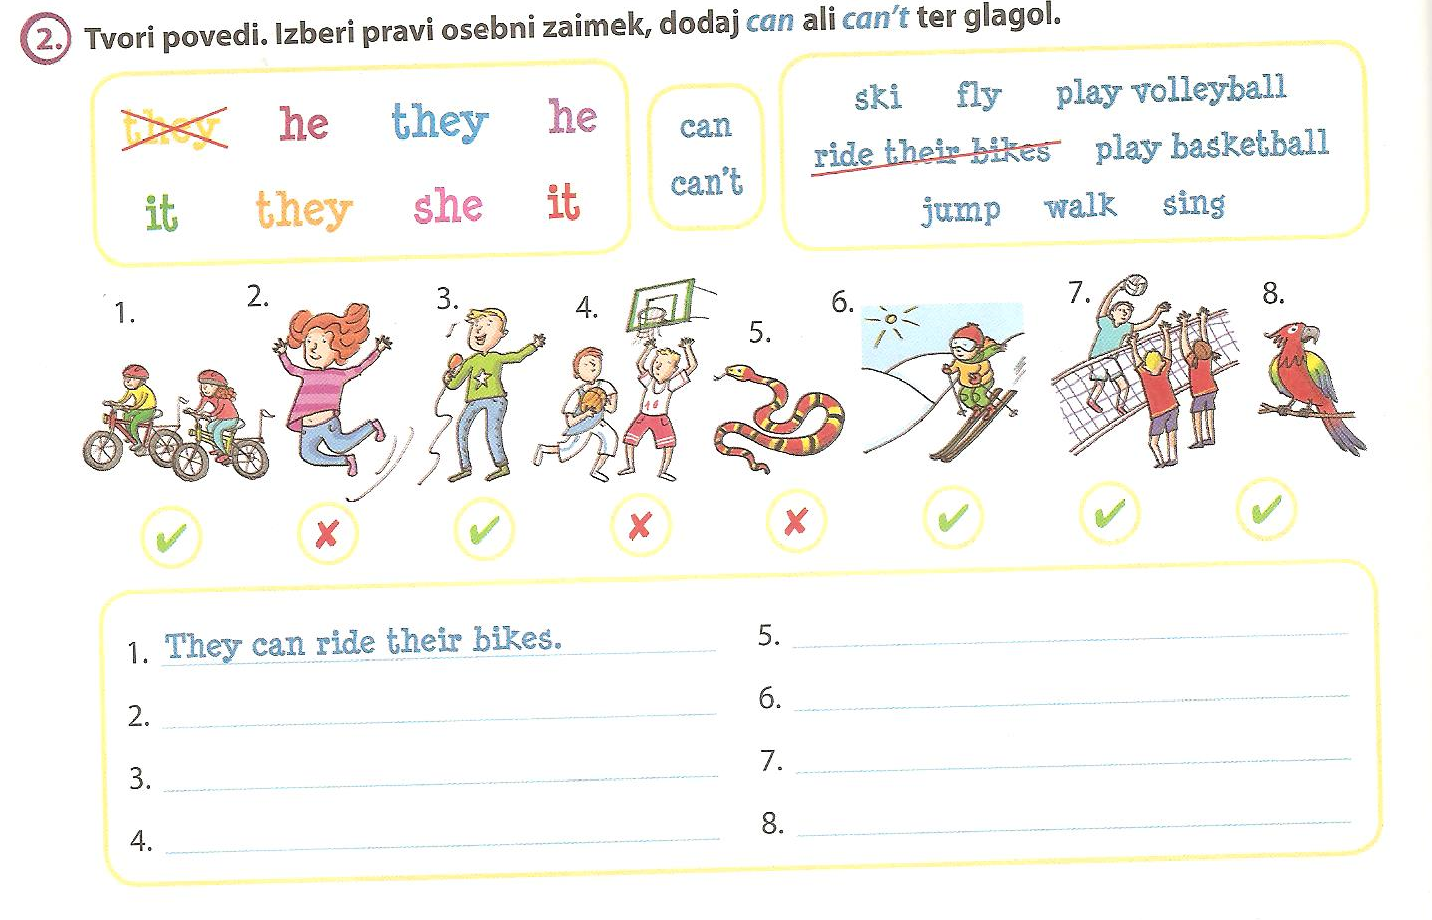 2. Tvori povedi. Izberi pravi osebni zaimek, dodaj can ali can't ter glagol.
they he they he
it they she it
can
can't
ski fly play volleyball
ride their bikes play basketball
jump walk sing
1. 2. 3. 4. 5. 6. 7. 8.
10
1. They can ride their bikes.
2.
3.
4.
5.
6.
7.
8.